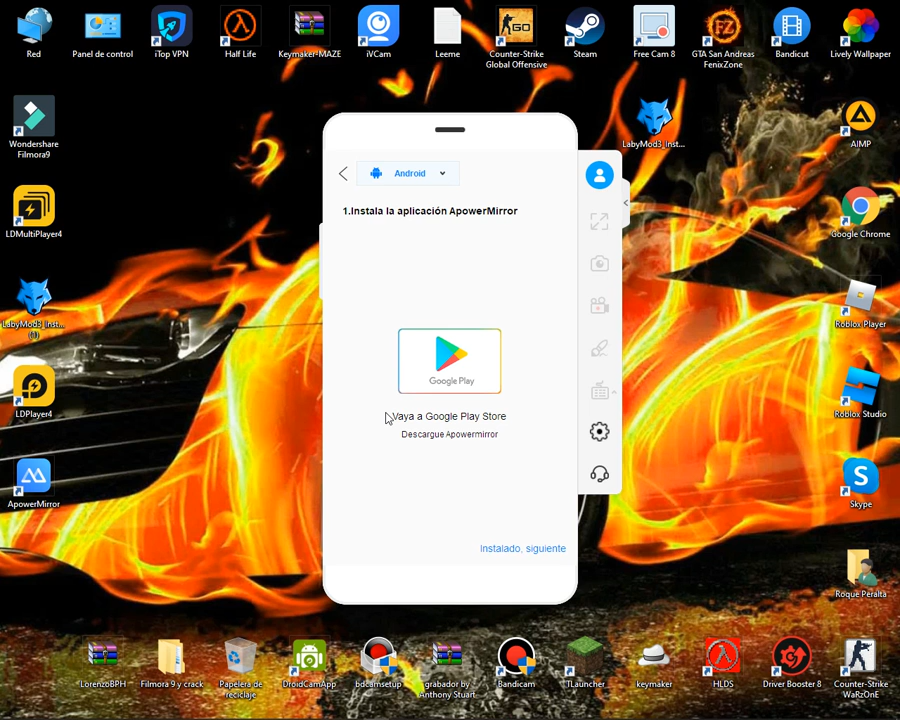 Red
Panel de control
iTop VPN
Half Life
Keymaker-MAZE
iVCam
Leeme
Counter-Strike
Global Offensive
Steam
Free Cam 8
GTA San Andreas
FenixZone
Bandicut
Lively Wallpaper
Wondershare
Filmora9
LabyMod3_Inst...
AIMP
Android
1.Instala la aplicación ApowerMirror
LDMultiPlayer4
Google Chrome
LabyMod3_Inst...
(1)
Roblox Player
Google Play
Vaya a Google Play Store
Descargue Apowermirror
LDPlayer4
Roblox Studio
ApowerMirror
S
Skype
Instalado, siguiente
Roque Peralta
LorenzoBPH
Filmora 9 y crack
Papelera de
reciclaje
DroidCamApp
bdcamsetup
grabador by
Anthony Stuart
Bandicam
TLauncher
keymaker
HLDS
Driver Booster 8
Counter-Strike
WaRzOnE